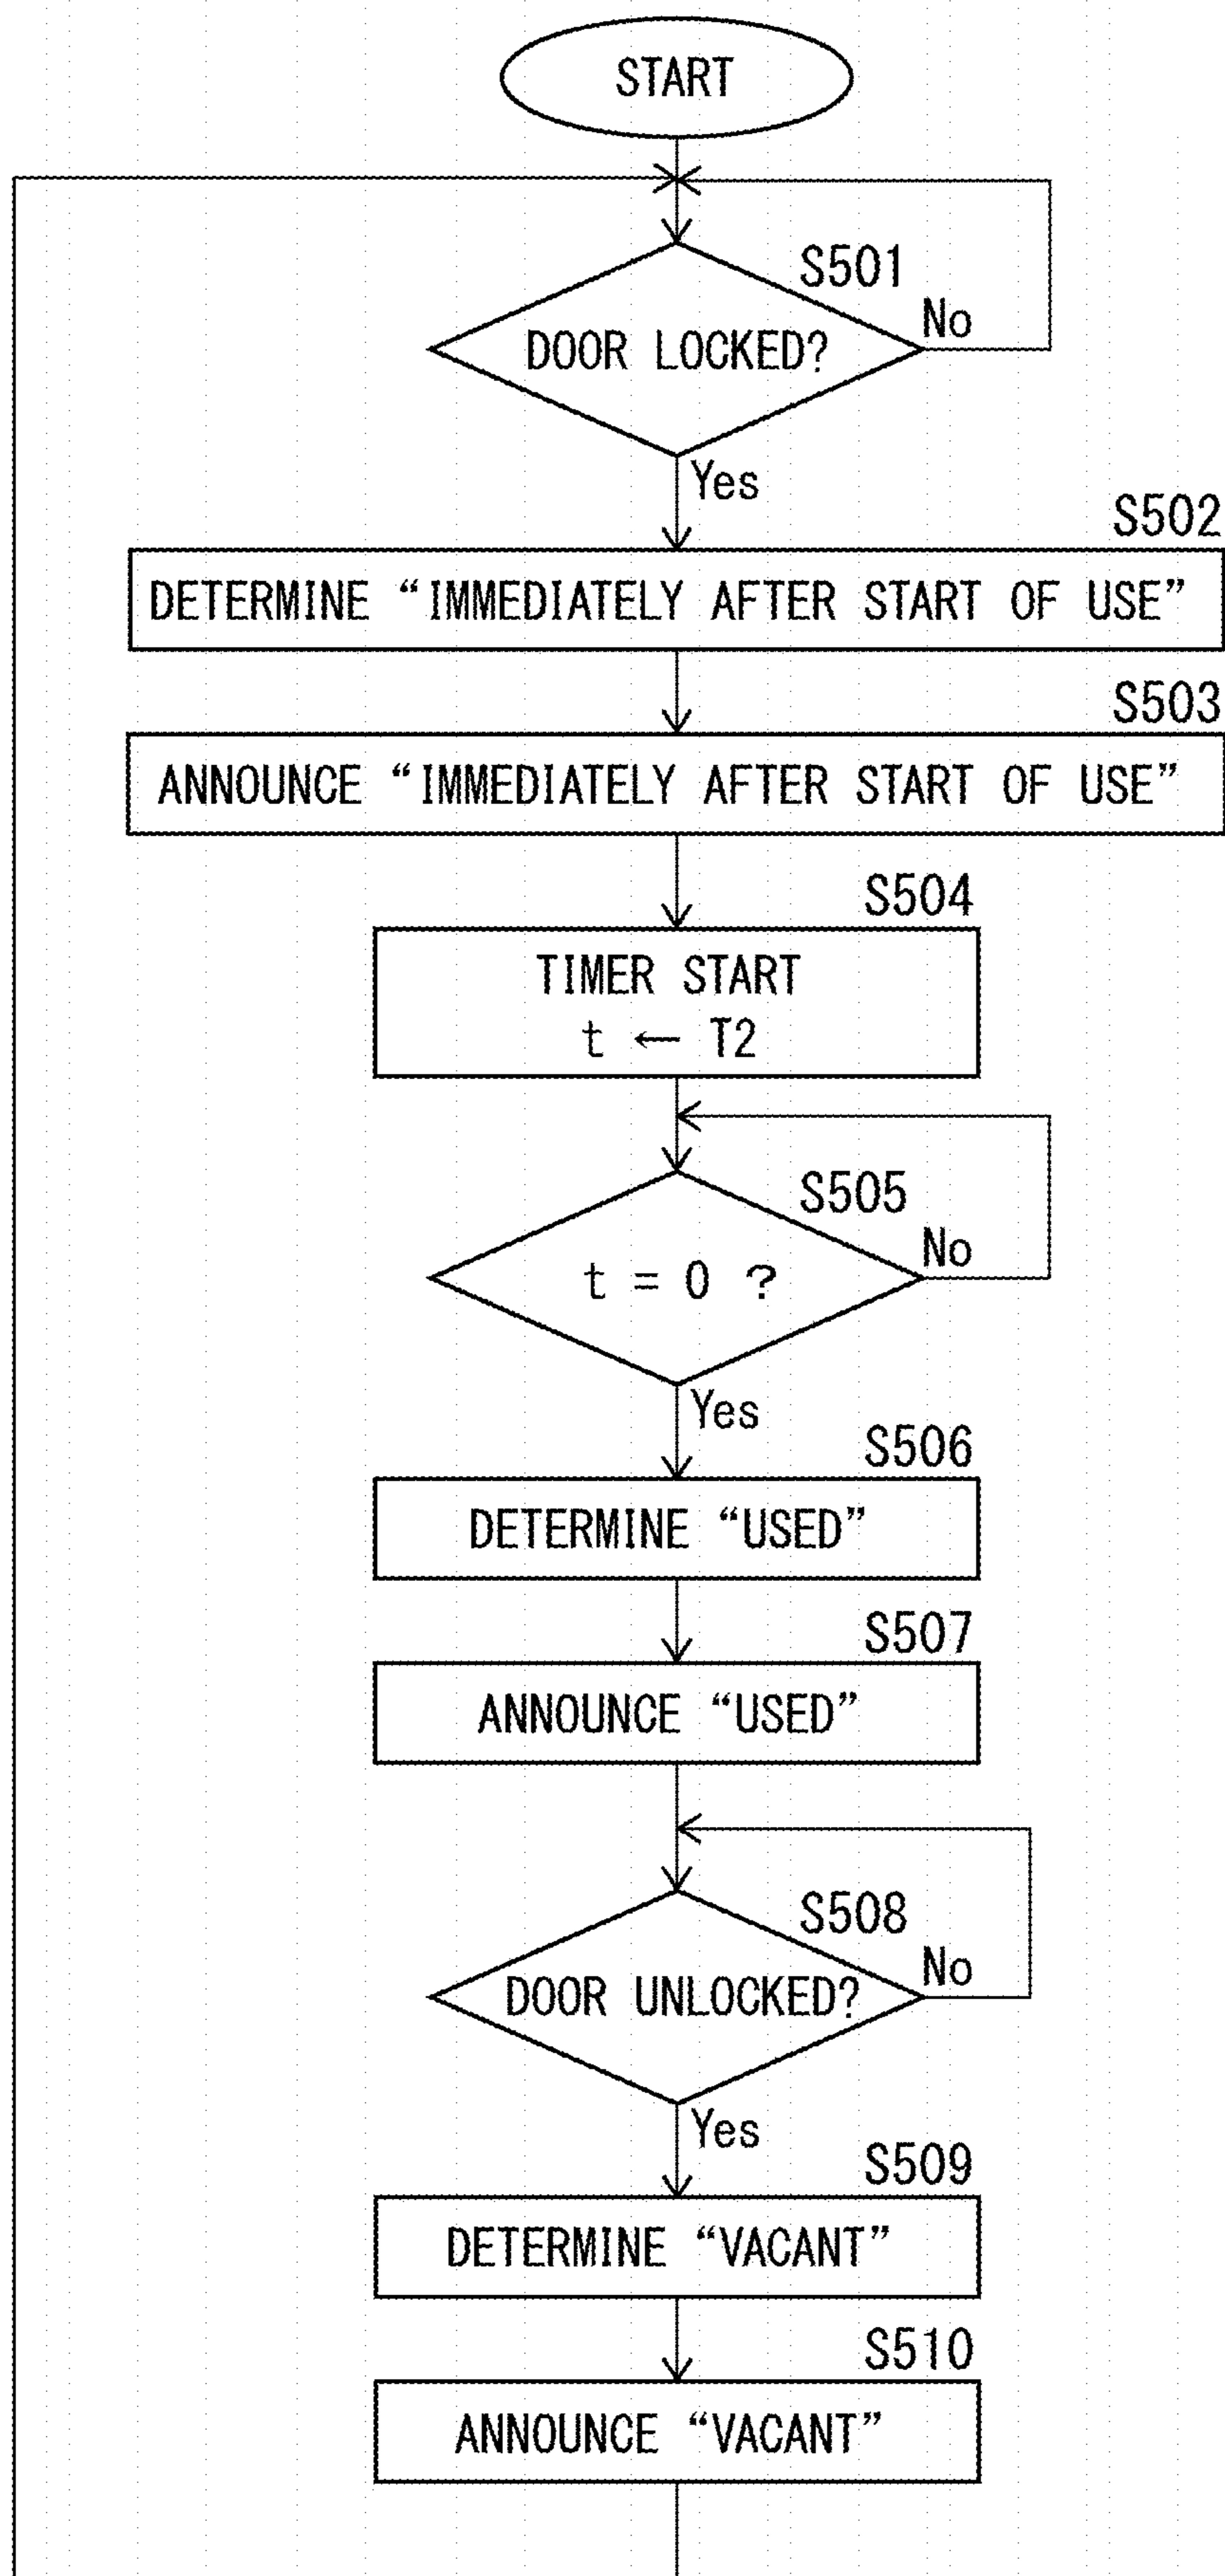 START
S501
DOOR LOCKED?
No
Yes
S502
DETERMINE “IMMEDIATELY AFTER START OF USE”
S503
ANNOUNCE “IMMEDIATELY AFTER START OF USE”
S504
TIMER START
t ← T2
S505
No
t = 0 ?
Yes
S506
DETERMINE “USED”
S507
ANNOUNCE “USED”
S508
No
DOOR UNLOCKED?
Yes
S509
DETERMINE “VACANT”
S510
ANNOUNCE “VACANT”